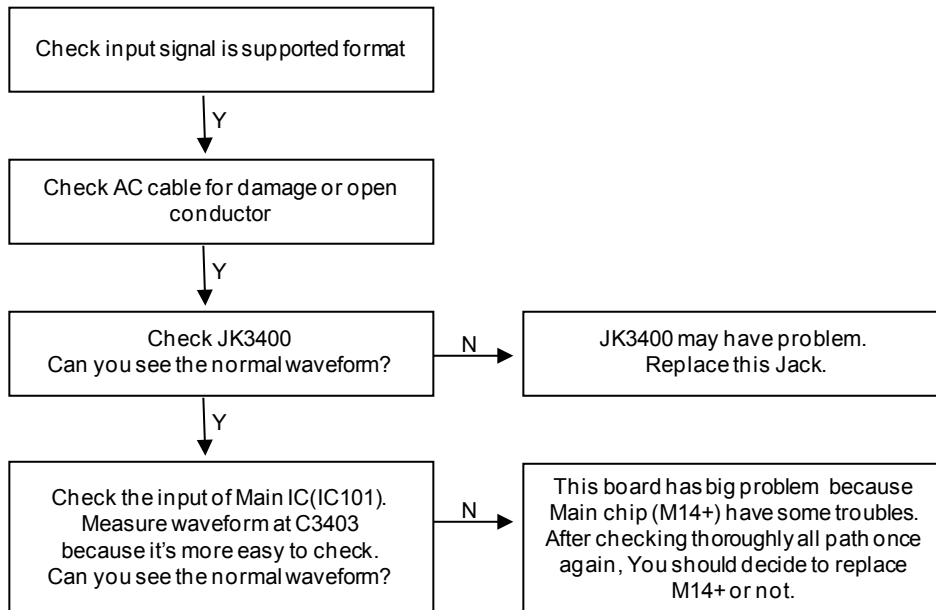 Check input signal is supported format
Y
Check AC cable for damage or open
conductor
Y
Check JK3400
Can you see the normal waveform?
N
JK3400 may have problem.
Replace this Jack.
Y
Check the input of Main IC(IC101).
Measure waveform at C3403
because it's more easy to check.
Can you see the normal waveform?
N
This board has big problem because
Main chip (M14+) have some troubles.
After checking thoroughly all path once
again, You should decide to replace
M14+ or not.